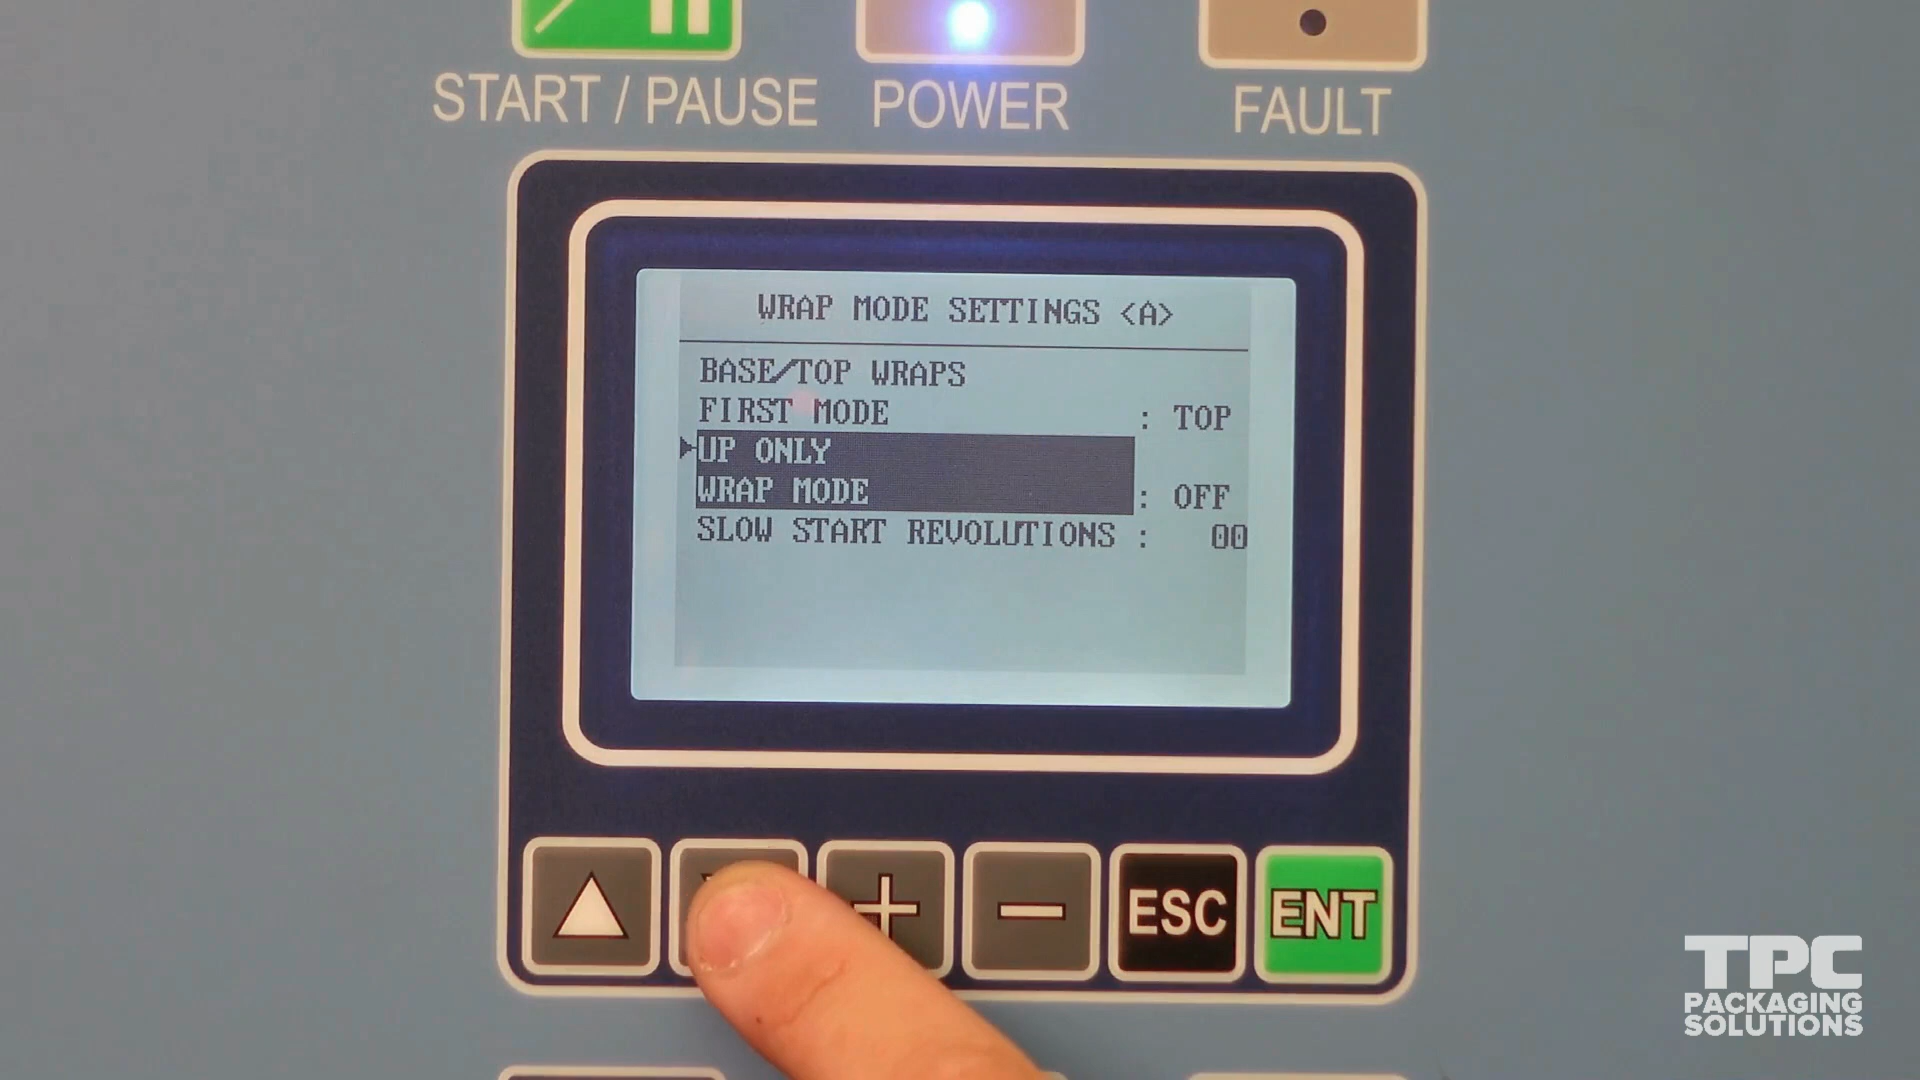 START / PAUSE
POWER
FAULT
WRAP MODE SETTINGS <A>
BASE/TOP WRAPS
FIRST MODE : TOP
UP ONLY
WRAP MODE : OFF
SLOW START REVOLUTIONS : 00
ESC
ENT
TPC
PACKAGING
SOLUTIONS